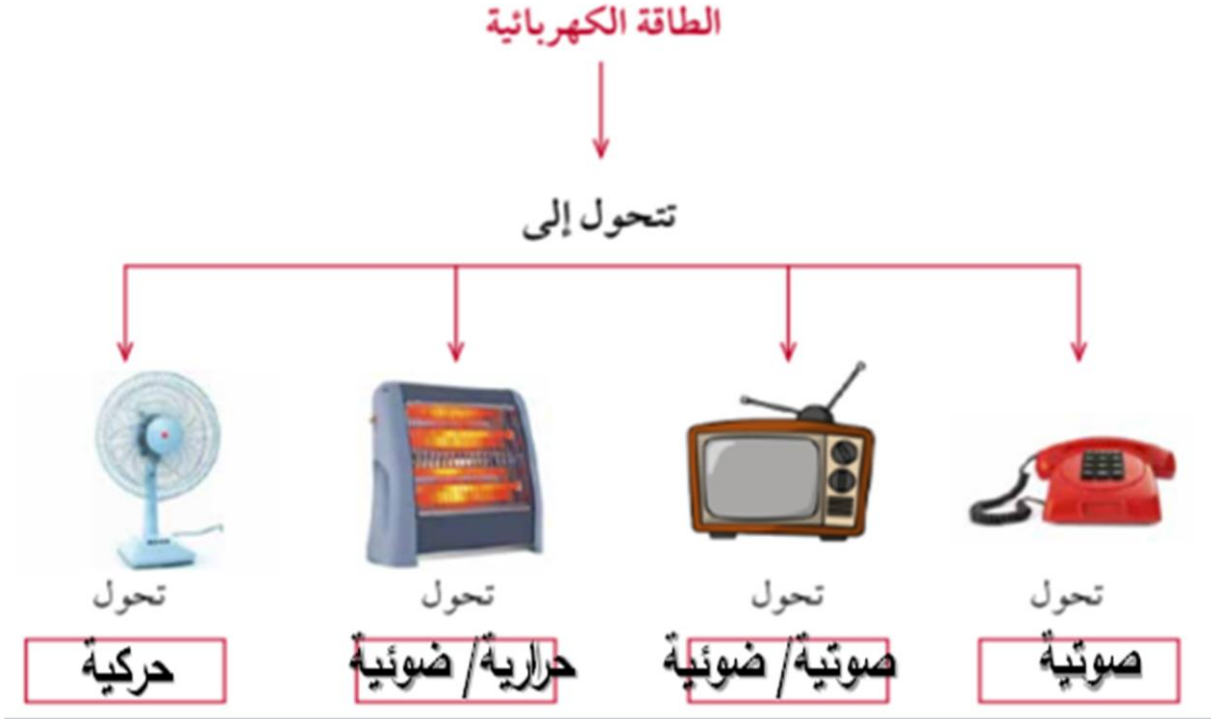 الطاقة الكهربائية
تتحول إلى
تحول
تحول
تحول
تحول
صوتية
صوتية/ ضوئية
حرارية/ ضوئية
حركية